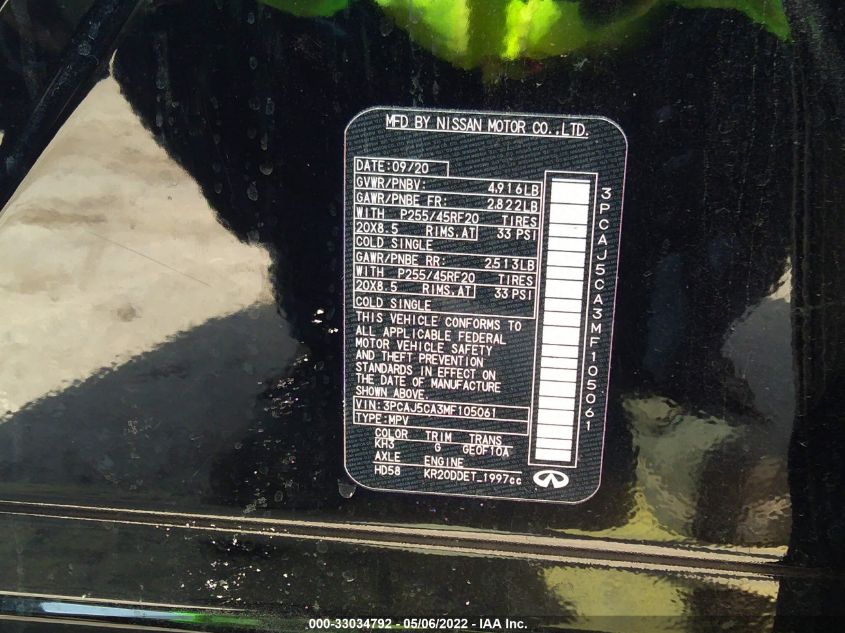 MFD BY NISSAN MOTOR CO.,LTD.
DATE:09/20
GVWR/PNBV: 4,916LB
GAWR/PNBE FR: 2,822LB
WITH P255/45RF20 TIRES
20X8.5 RIMS.AT 33 PSI
COLD SINGLE
GAWR/PNBE RR: 2,513LB
WITH P255/45RF20 TIRES
20X8.5 RIMS.AT 33 PSI
COLD SINGLE
THIS VEHICLE CONFORMS TO
ALL APPLICABLE FEDERAL
MOTOR VEHICLE SAFETY
AND THEFT PREVENTION
STANDARDS IN EFFECT ON
THE DATE OF MANUFACTURE
SHOWN ABOVE.
VIN:3PCAJ5CA3MF105061
TYPE:MPV
COLOR TRIM TRANS
KH3 G GE0F10A
AXLE ENGINE
HD58 KR20DDET_1997cc
3PCAJ5CA3MF105061
000-33034792 - 05/06/2022 - IAA Inc.